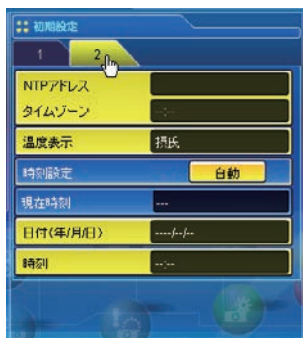 初期設定
1 2
NTPアドレス
タイムゾーン --:--
温度表示 摂氏
時刻設定 自動
現在時刻 ---
日付(年/月/日) ----/--/--
時刻 --:--